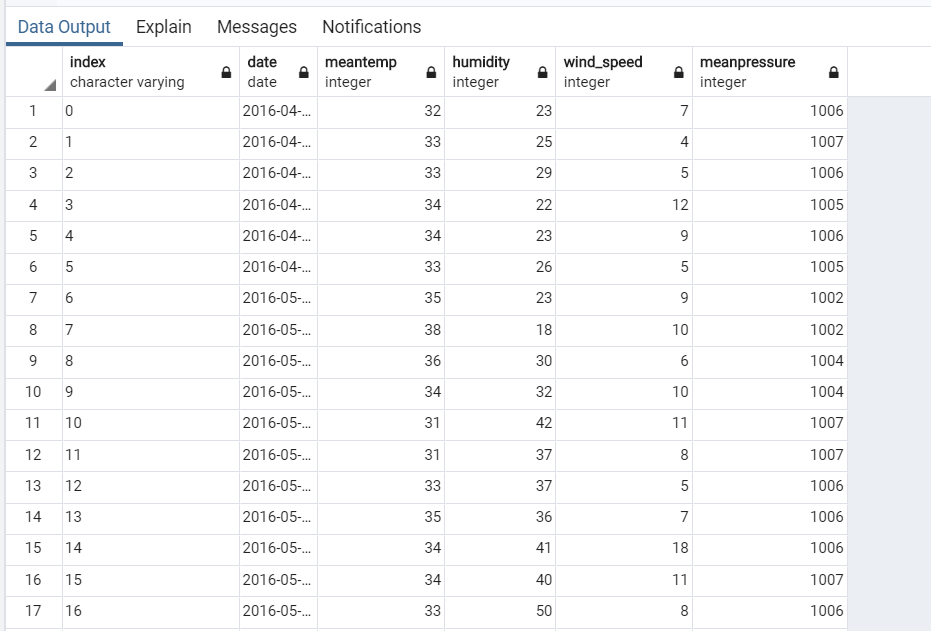 Data Output Explain Messages Notifications
index date meantemp humidity wind_speed meanpressure
character varying date integer integer integer integer
1 0 2016-04-... 32 23 7 1006
2 1 2016-04-... 33 25 4 1007
3 2 2016-04-... 33 29 5 1006
4 3 2016-04-... 34 22 12 1005
5 4 2016-04-... 34 23 9 1006
6 5 2016-04-... 33 26 5 1005
7 6 2016-05-... 35 23 9 1002
8 7 2016-05-... 38 18 10 1002
9 8 2016-05-... 36 30 6 1004
10 9 2016-05-... 34 32 10 1004
11 10 2016-05-... 31 42 11 1007
12 11 2016-05-... 31 37 8 1007
13 12 2016-05-... 33 37 5 1006
14 13 2016-05-... 35 36 7 1006
15 14 2016-05-... 34 41 18 1006
16 15 2016-05-... 34 40 11 1007
17 16 2016-05-... 33 50 8 1006